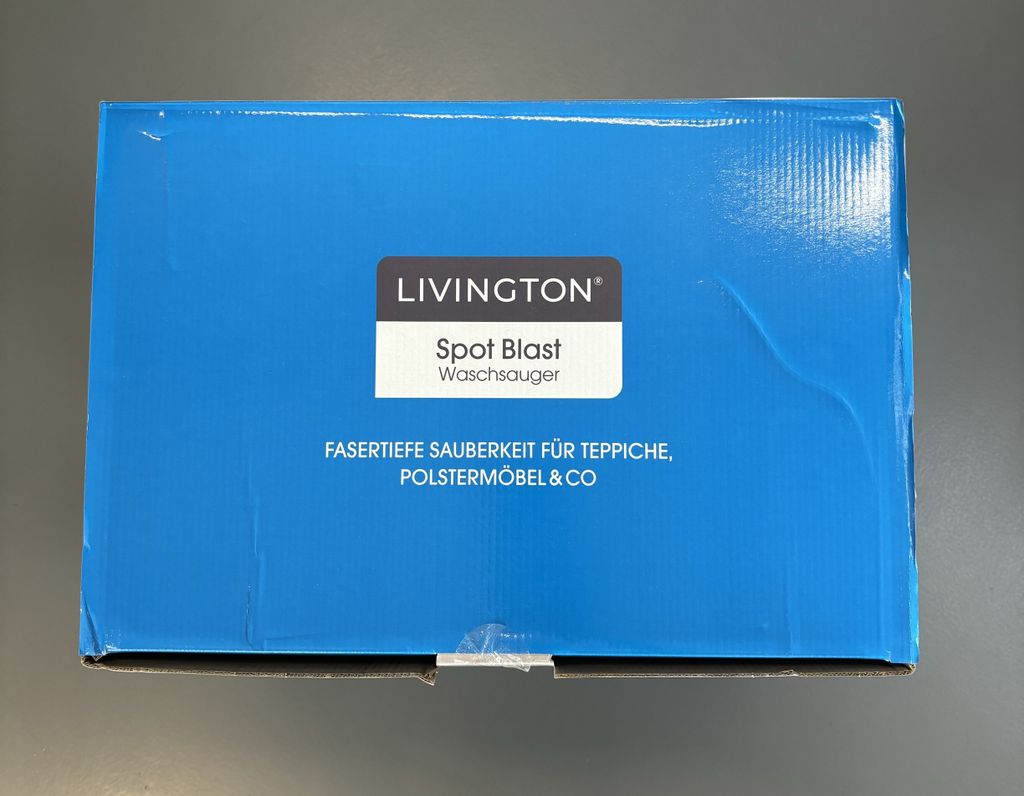 LIVINGTON®
Spot Blast
Waschsauger
FASERTIEFE SAUBERKEIT FÜR TEPPICHE,
POLSTERMÖBEL & CO